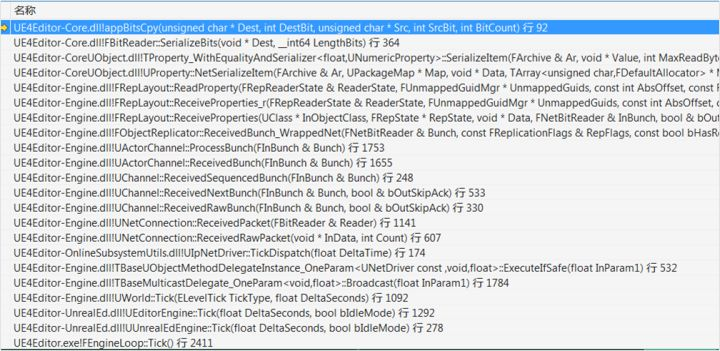 名称
UE4Editor-Core.dll!appBitsCpy(unsigned char * Dest, int DestBit, unsigned char * Src, int SrcBit, int BitCount) 行 92
UE4Editor-Core.dll!FBitReader::SerializeBits(void * Dest, __int64 LengthBits) 行 364
UE4Editor-CoreUObject.dll!TProperty_WithEqualityAndSerializer<float,UNumericProperty>::SerializeItem(FArchive & Ar, void * Value, int MaxReadByte
UE4Editor-CoreUObject.dll!UProperty::NetSerializeItem(FArchive & Ar, UPackageMap * Map, void * Data, TArray<unsigned char,FDefaultAllocator> * M
UE4Editor-Engine.dll!FRepLayout::ReadProperty(FRepReaderState & ReaderState, FUnmappedGuidMgr * UnmappedGuids, const int AbsOffset, const F
UE4Editor-Engine.dll!FRepLayout::ReceiveProperties_r(FRepReaderState & ReaderState, FUnmappedGuidMgr * UnmappedGuids, const int AbsOffset,
UE4Editor-Engine.dll!FRepLayout::ReceiveProperties(UClass * InObjectClass, FRepState * RepState, void * Data, FNetBitReader & InBunch, bool & bOu
UE4Editor-Engine.dll!FObjectReplicator::ReceivedBunch_WrappedNet(FNetBitReader & Bunch, const FReplicationFlags & RepFlags, const bool bHasRe
UE4Editor-Engine.dll!UActorChannel::ProcessBunch(FInBunch & Bunch) 行 1753
UE4Editor-Engine.dll!UActorChannel::ReceivedBunch(FInBunch & Bunch) 行 1655
UE4Editor-Engine.dll!UChannel::ReceivedSequencedBunch(FInBunch & Bunch) 行 248
UE4Editor-Engine.dll!UChannel::ReceivedNextBunch(FInBunch & Bunch, bool & bOutSkipAck) 行 533
UE4Editor-Engine.dll!UChannel::ReceivedRawBunch(FInBunch & Bunch, bool & bOutSkipAck) 行 330
UE4Editor-Engine.dll!UNetConnection::ReceivedPacket(FBitReader & Reader) 行 1141
UE4Editor-Engine.dll!UNetConnection::ReceivedRawPacket(void * InData, int Count) 行 607
UE4Editor-OnlineSubsystemUtils.dll!UIpNetDriver::TickDispatch(float DeltaTime) 行 174
UE4Editor-Engine.dll!TBaseUObjectMethodDelegateInstance_OneParam<UNetDriver const ,void,float>::ExecuteIfSafe(float InParam1) 行 532
UE4Editor-Engine.dll!TBaseMulticastDelegate_OneParam<void,float>::Broadcast(float InParam1) 行 1784
UE4Editor-Engine.dll!UWorld::Tick(ELevelTick TickType, float DeltaSeconds) 行 1092
UE4Editor-UnrealEd.dll!UEditorEngine::Tick(float DeltaSeconds, bool bIdleMode) 行 1292
UE4Editor-UnrealEd.dll!UUnrealEdEngine::Tick(float DeltaSeconds, bool bIdleMode) 行 278
UE4Editor.exe!FEngineLoop::Tick() 行 2411